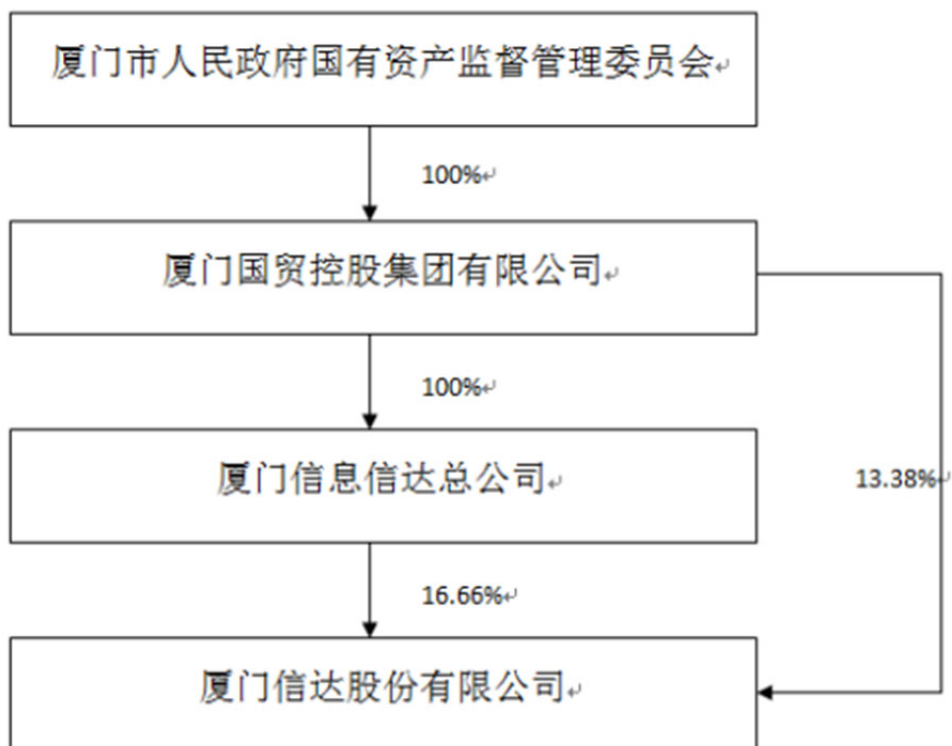 厦门市人民政府国有资产监督管理委员会
100%
厦门国贸控股集团有限公司
100%
厦门信息信达总公司
13.38%
16.66%
厦门信达股份有限公司